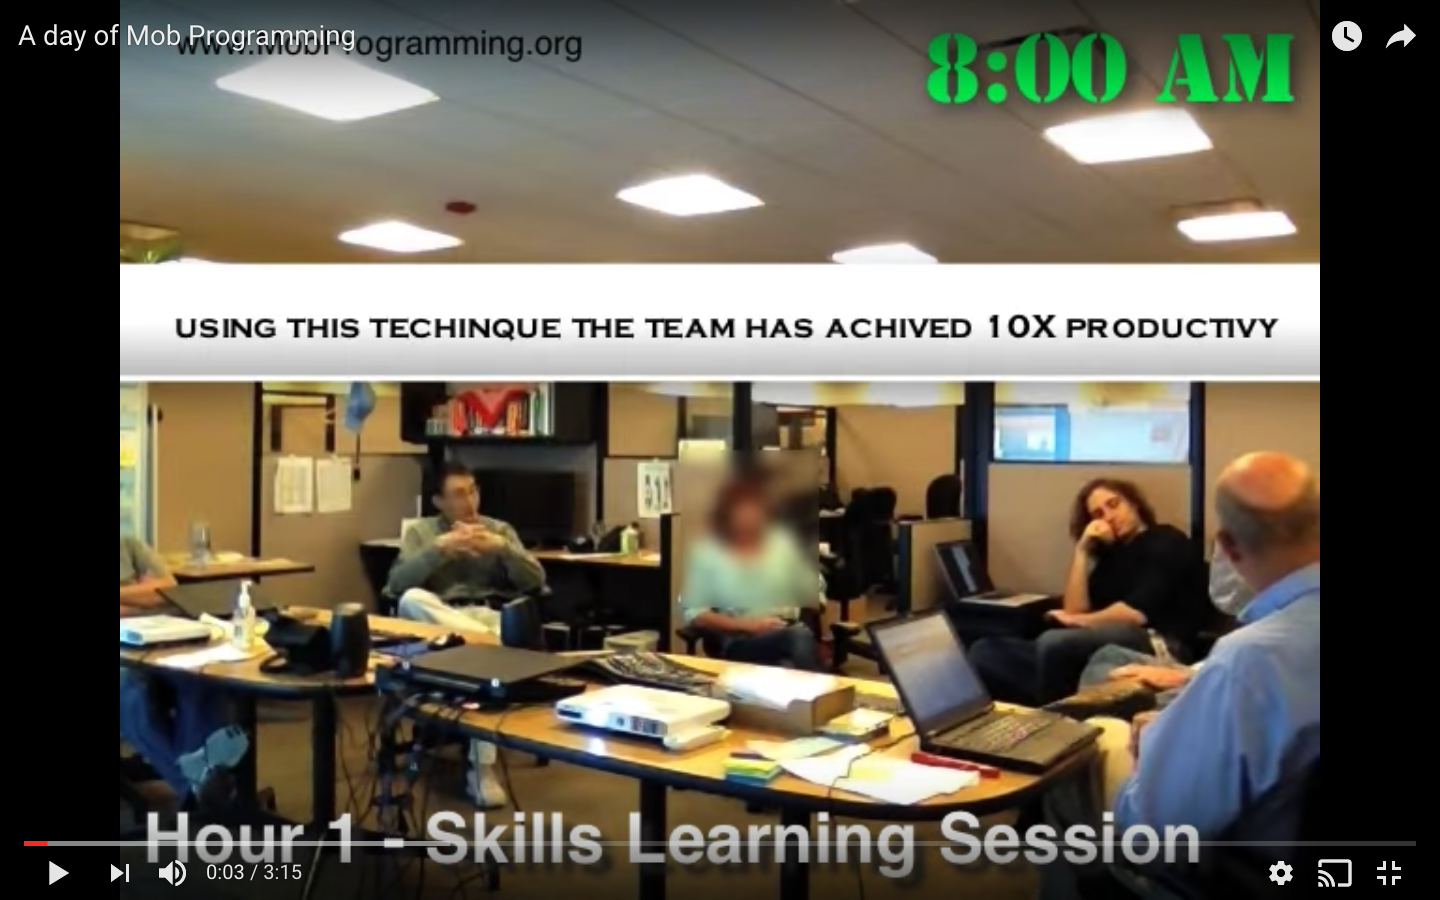 A day of Mob Programming
www.MobProgramming.org
8:00 AM
USING THIS TECHINQUE THE TEAM HAS ACHIVED 10X PRODUCTIVY
Hour 1 - Skills Learning Session
0:03 / 3:15